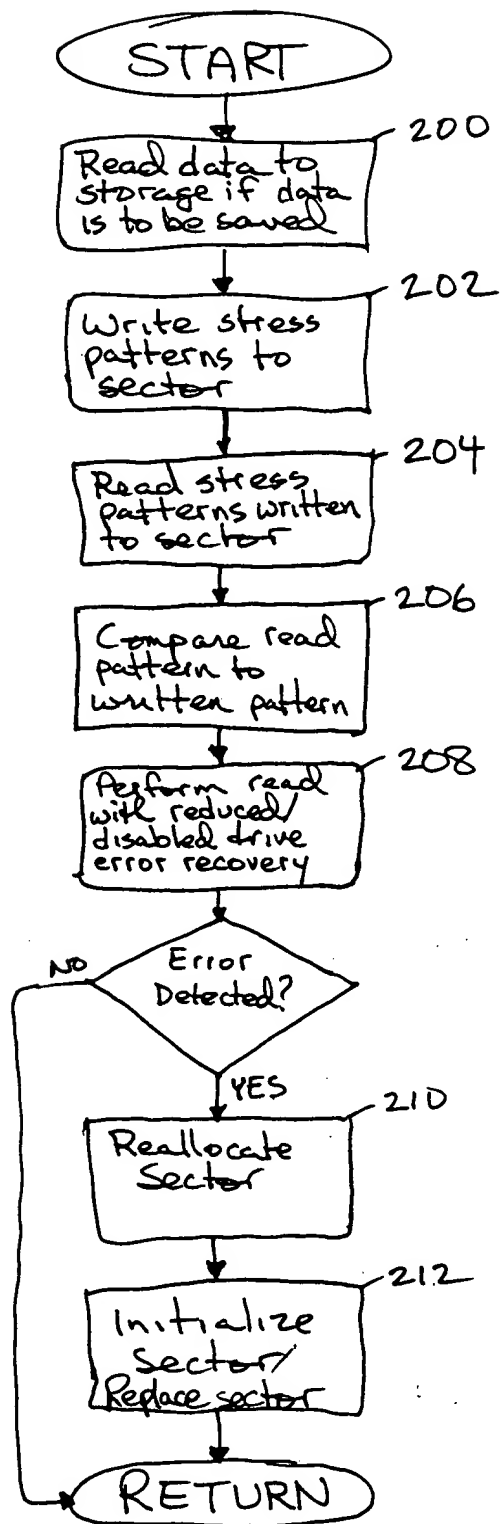 START
200
Read data to
storage if data
is to be saved
202
Write stress
patterns to
sector
204
Read stress
patterns written
to sector
206
Compare read
pattern to
written pattern
208
Perform read
with reduced/
disabled drive
error recovery
NO
Error
Detected?
YES
210
Reallocate
Sector
212
Initialize
Sector/
Replace sector
RETURN